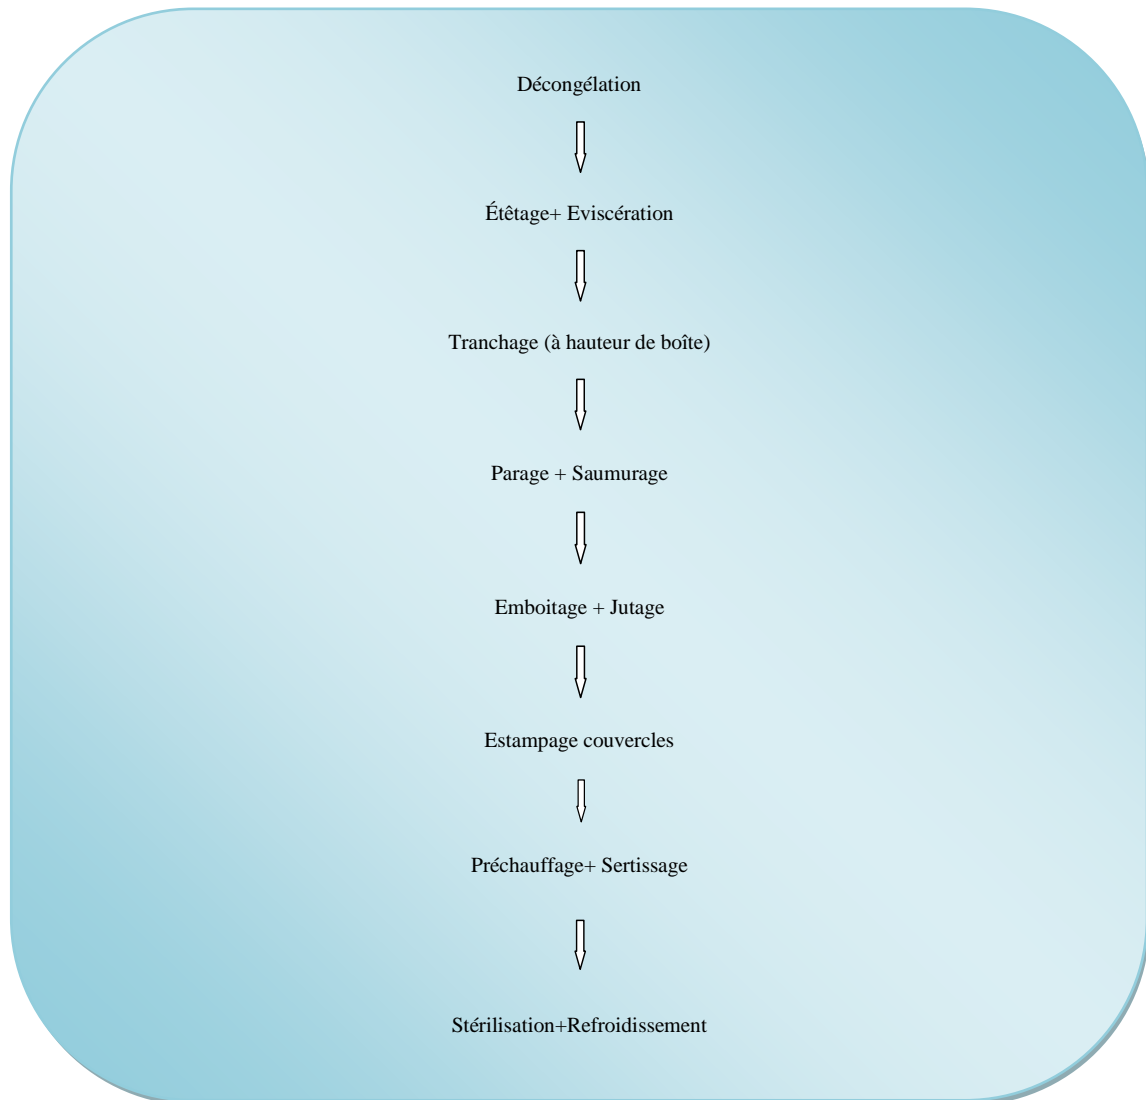 Décongélation
Étêtage+ Eviscération
Tranchage (à hauteur de boîte)
Parage + Saumurage
Emboitage + Jutage
Estampage couvercles
Préchauffage+ Sertissage
Stérilisation+Refroidissement